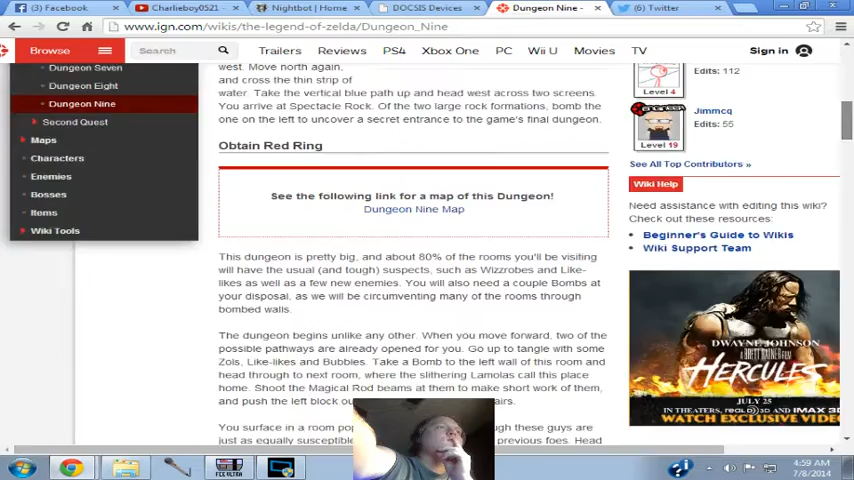 (3) Facebook
Charlieboy0521 -
Nightbot | Home |
DOCSIS Devices
Dungeon Nine -
(6) Twitter
www.ign.com/wikis/the-legend-of-zelda/Dungeon_Nine
Browse
Search
Trailers
Reviews
PS4
Xbox One
PC
Wii U
Movies
TV
Sign in
Dungeon Seven
Dungeon Eight
Dungeon Nine
Second Quest
Maps
Characters
Enemies
Bosses
Items
Wiki Tools
west. Move north again,
and cross the thin strip of
water. Take the vertical blue path up and head west across two screens.
You arrive at Spectacle Rock. Of the two large rock formations, bomb the
one on the left to uncover a secret entrance to the game's final dungeon.
Obtain Red Ring
See the following link for a map of this Dungeon!
Dungeon Nine Map
This dungeon is pretty big, and about 80% of the rooms you'll be visiting
will have the usual (and tough) suspects, such as Wizzrobes and Like-
likes as well as a few new enemies. You will also need a couple Bombs at
your disposal, as we will be circumventing many of the rooms through
bombed walls.
The dungeon begins unlike any other. When you move forward, two of the
possible pathways are already opened for you. Go up to tangle with some
Zols, Like-likes and Bubbles. Take a Bomb to the left wall of this room and
head through to next room, where the slithering Lamolas call this place
home. Shoot the Magical Rod beams at them to make short work of them,
and push the left block
You surface in a room these guys are
just as equally previous foes. Head
Edits: 112
Level 4
Jimmcq
Edits: 55
Level 19
See All Top Contributors »
Wiki Help
Need assistance with editing this wiki?
Check out these resources:
Beginner's Guide to Wikis
Wiki Support Team
DWAYNE JOHNSON
A BRETT RATNER FILM
HERCULES
JULY 25
IN THEATERS, REAL D 3D AND IMAX 3D
WATCH EXCLUSIVE VIDEO
FCE ULTRA
4:59 AM
7/8/2014